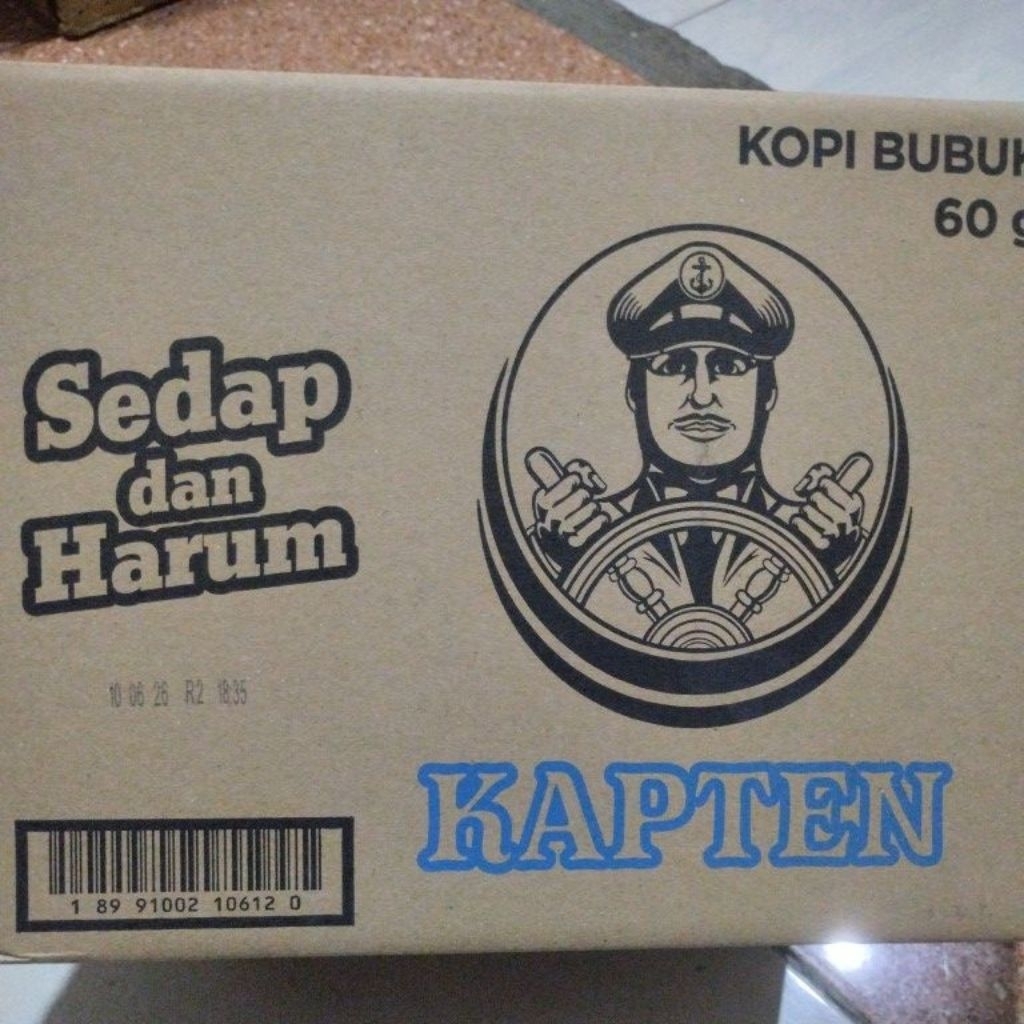 KOPI BUBUK
60 g
Sedap
dan
Harum
10 06 26 R2 18:35
KAPTEN
1 89 91002 10612 0